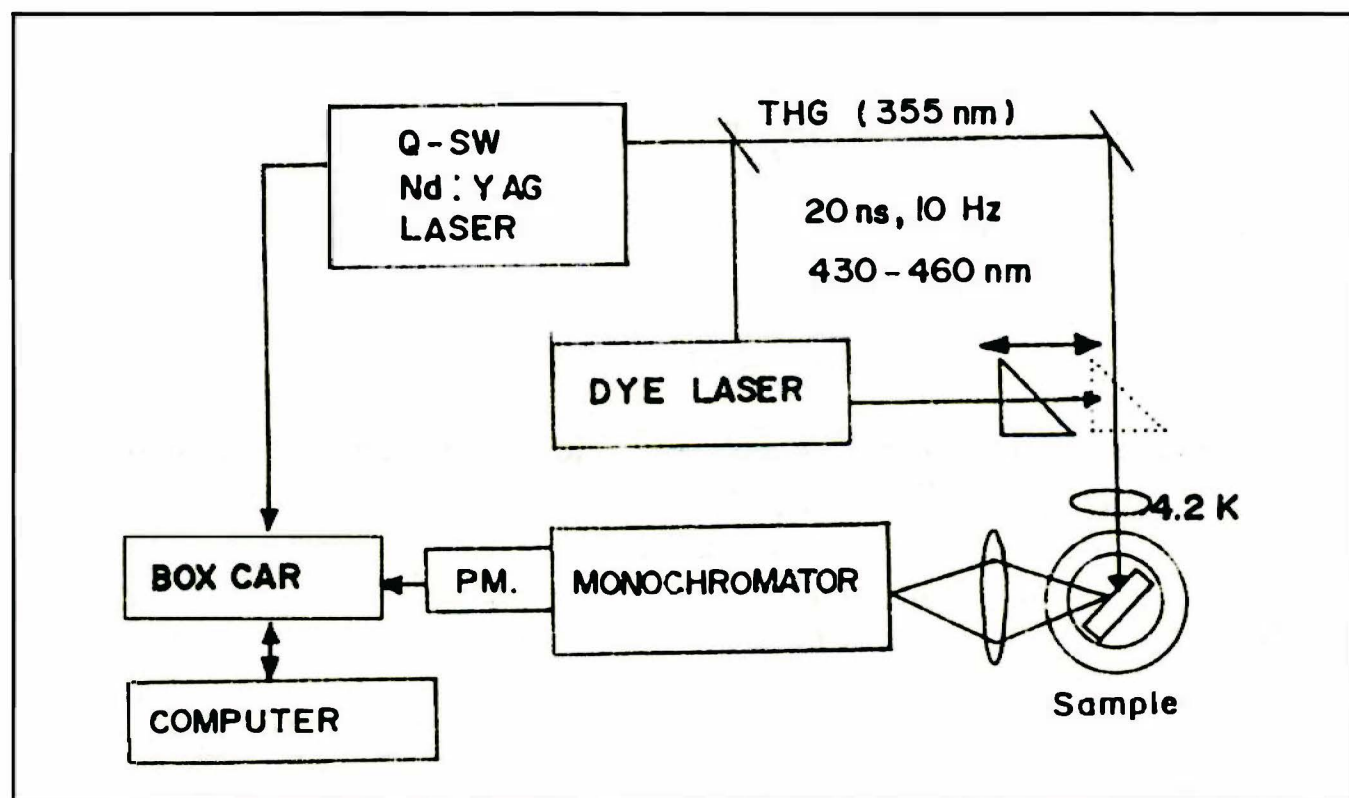 THG (355 nm)
Q-SW
Nd:YAG
LASER
20 ns, 10 Hz
430-460 nm
DYE LASER
4.2 K
BOX CAR
PM.
MONOCHROMATOR
Sample
COMPUTER